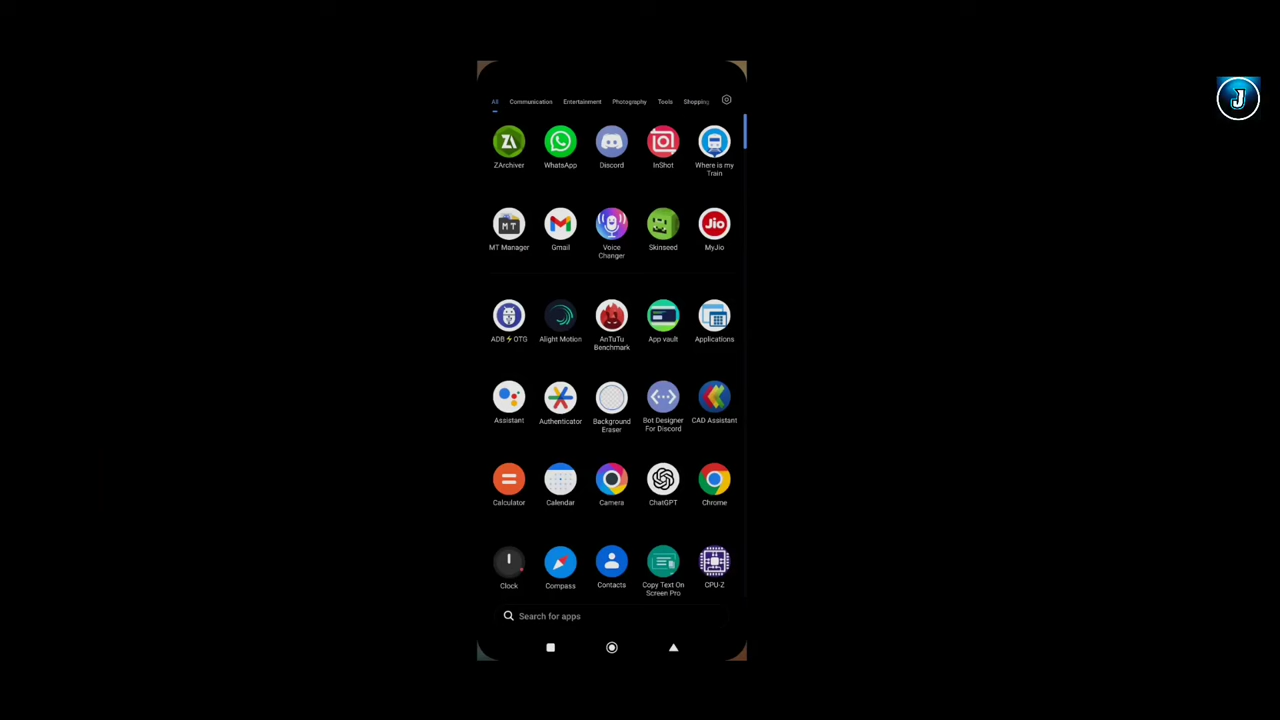 All Communication Entertainment Photography Tools Shopping
ZArchiver WhatsApp Discord InShot Where is my
Train
MT Manager Gmail Voice Skinseed MyJio
Changer
ADB⚡OTG Alight Motion AnTuTu App vault Applications
Benchmark
Assistant Authenticator Background Bot Designer CAD Assistant
Eraser For Discord
Calculator Calendar Camera ChatGPT Chrome
Clock Compass Contacts Copy Text On CPU-Z
Screen Pro
Search for apps
ZA
MT
Jio
J